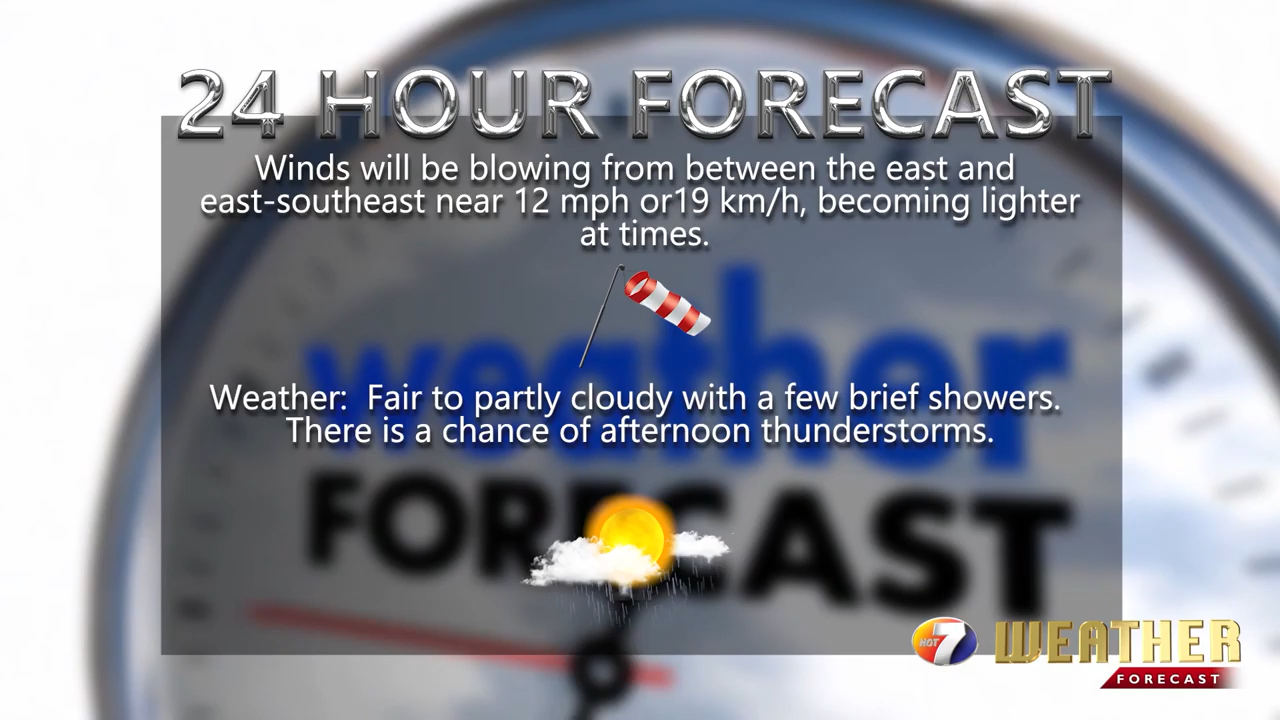 24 HOUR FORECAST
Winds will be blowing from between the east and
east-southeast near 12 mph or19 km/h, becoming lighter
at times.
weather
Weather:  Fair to partly cloudy with a few brief showers.
There is a chance of afternoon thunderstorms.
FORECAST
HOT 7 WEATHER
FORECAST